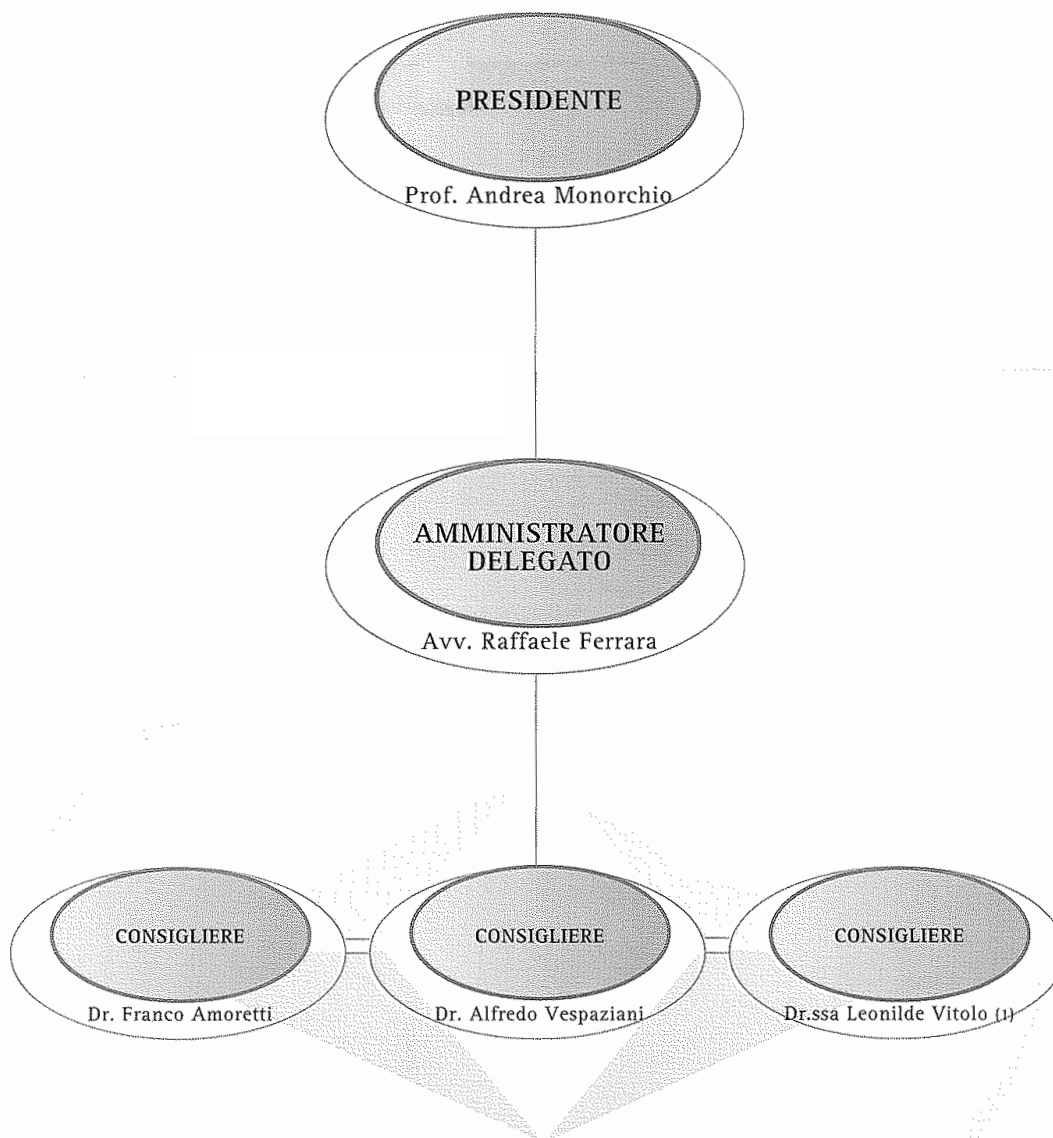 PRESIDENTE
Prof. Andrea Monorchio
AMMINISTRATORE
DELEGATO
Avv. Raffaele Ferrara
CONSIGLIERE
Dr. Franco Amoretti
CONSIGLIERE
Dr. Alfredo Vespaziani
CONSIGLIERE
Dr.ssa Leonilde Vitolo (1)